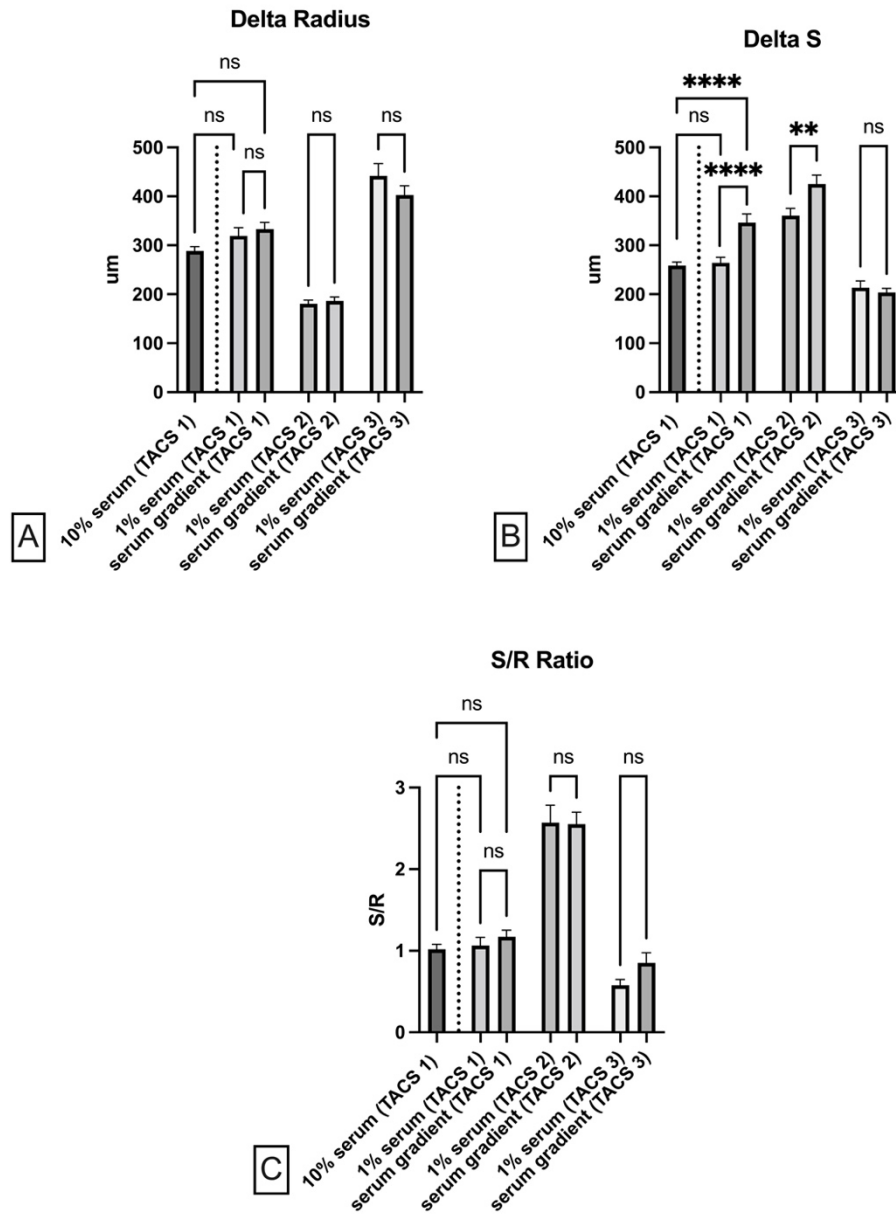 Delta Radius
ns
ns
ns
ns
ns
500
400
300
200
100
0
um
10% serum (TACS 1)
1% serum (TACS 1)
serum gradient (TACS 1)
1% serum (TACS 2)
serum gradient (TACS 2)
1% serum (TACS 3)
serum gradient (TACS 3)
A
Delta S
****
ns
**
ns
****
500
400
300
200
100
0
um
10% serum (TACS 1)
1% serum (TACS 1)
serum gradient (TACS 1)
1% serum (TACS 2)
serum gradient (TACS 2)
1% serum (TACS 3)
serum gradient (TACS 3)
B
S/R Ratio
ns
ns
ns
ns
ns
3
2
1
0
S/R
10% serum (TACS 1)
1% serum (TACS 1)
serum gradient (TACS 1)
1% serum (TACS 2)
serum gradient (TACS 2)
1% serum (TACS 3)
serum gradient (TACS 3)
C